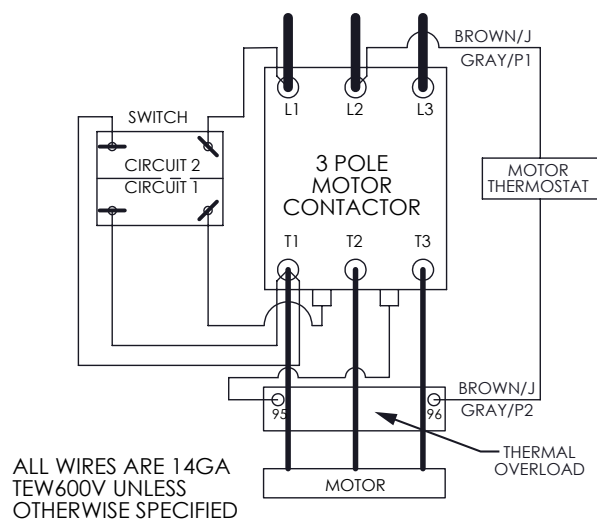 BROWN/J
GRAY/P1
L1
L2
L3
SWITCH
CIRCUIT 2
CIRCUIT 1
3 POLE
MOTOR
CONTACTOR
MOTOR
THERMOSTAT
T1
T2
T3
BROWN/J
GRAY/P2
95
96
THERMAL
OVERLOAD
ALL WIRES ARE 14GA
TEW600V UNLESS
OTHERWISE SPECIFIED
MOTOR